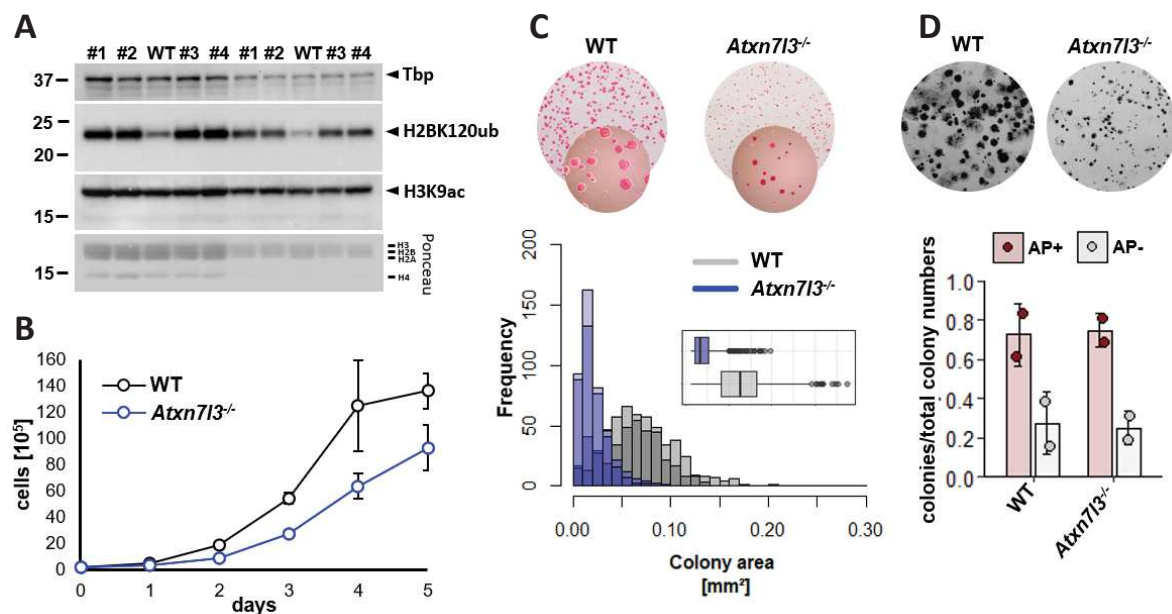 A
#1 #2 WT #3 #4 #1 #2 WT #3 #4
37
Tbp
25
20
H2BK120ub
15
H3K9ac
15
H3
H2B
H2A
H4
Ponceau
B
160
140
120
100
80
60
40
20
0
cells [10⁵]
WT
Atxn7l3-/-
0 1 2 3 4 5
days
C
WT Atxn7l3-/-
WT
Atxn7l3-/-
Frequency
200
150
100
50
0
0.00 0.10 0.20 0.30
Colony area
[mm²]
D
WT Atxn7l3-/-
AP+ AP-
colonies/total colony numbers
1.0
0.8
0.6
0.4
0.2
0.0
WT
Atxn7l3-/-